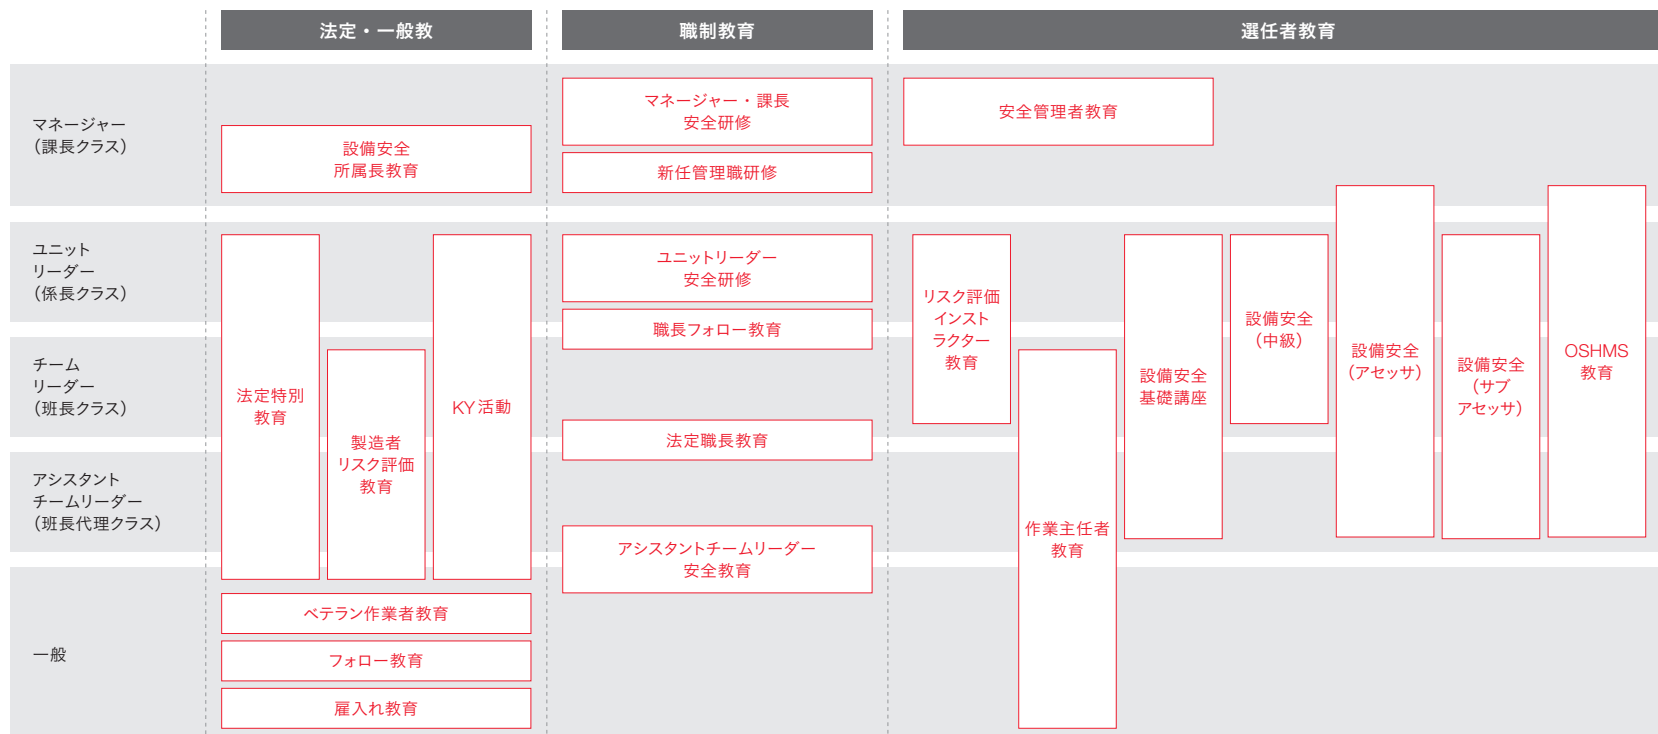 法定・一般教
職制教育
選任者教育
マネージャー
（課長クラス）
設備安全
所属長教育
マネージャー・課長
安全研修
新任管理職研修
安全管理者教育
ユニット
リーダー
（係長クラス）
チーム
リーダー
（班長クラス）
アシスタント
チームリーダー
（班長代理クラス）
一般
法定特別
教育
製造者
リスク評価
教育
KY活動
ベテラン作業者教育
フォロー教育
雇入れ教育
ユニットリーダー
安全研修
職長フォロー教育
法定職長教育
アシスタントチームリーダー
安全教育
リスク評価
インスト
ラクター
教育
作業主任者
教育
設備安全
基礎講座
設備安全
（中級）
設備安全
（アセッサ）
設備安全
（サブ
アセッサ）
OSHMS
教育